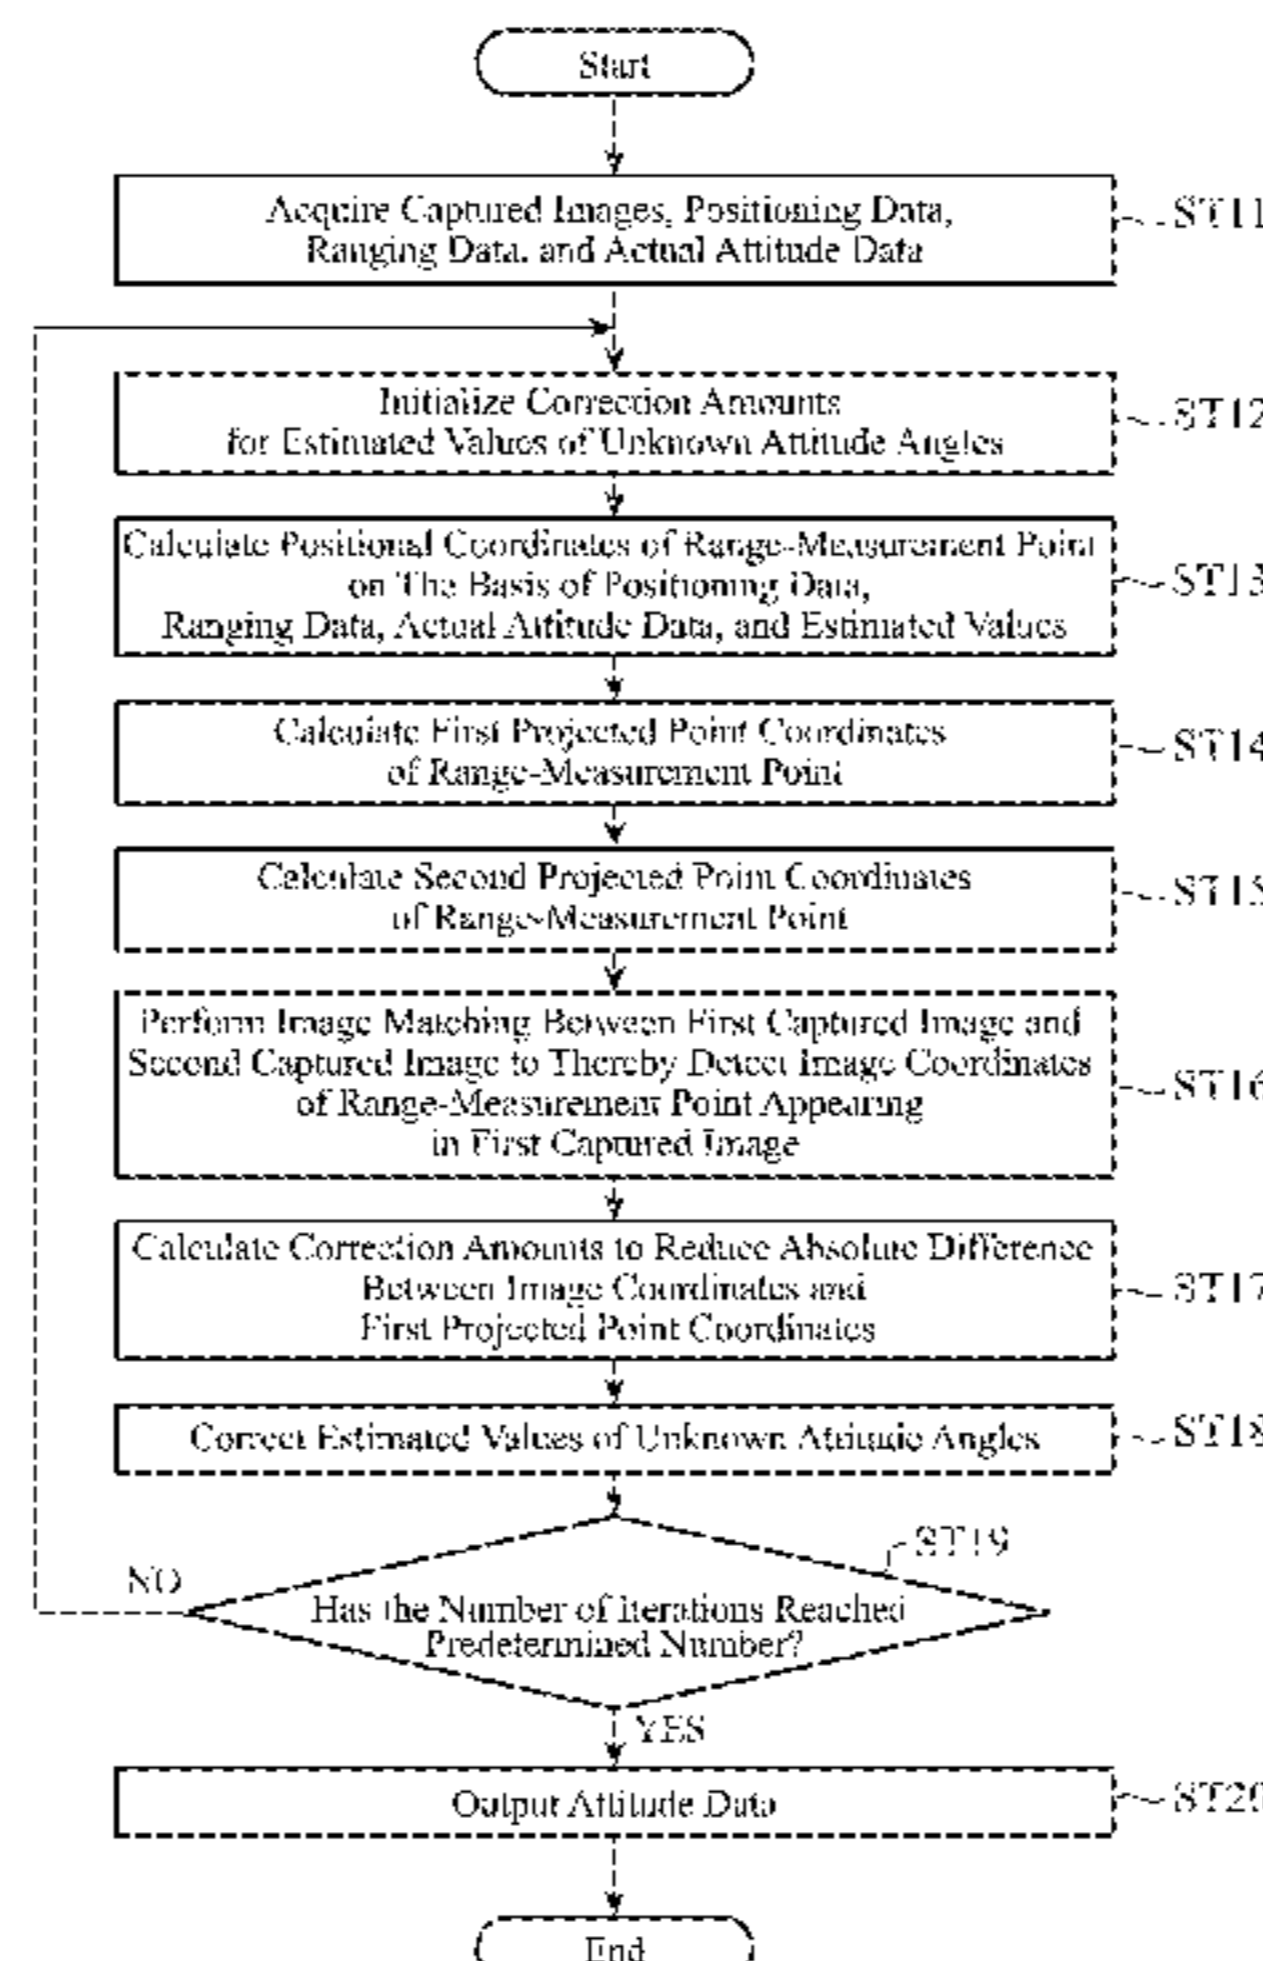 Start
Acquire Captured Images, Positioning Data,
Ranging Data, and Actual Attitude Data
ST11
Initialize Correction Amounts
for Estimated Values of Unknown Attitude Angles
ST12
Calculate Positional Coordinates of Range-Measurement Point
on The Basis of Positioning Data,
Ranging Data, Actual Attitude Data, and Estimated Values
ST13
Calculate First Projected Point Coordinates
of Range-Measurement Point
ST14
Calculate Second Projected Point Coordinates
of Range-Measurement Point
ST15
Perform Image Matching Between First Captured Image and
Second Captured Image to Thereby Detect Image Coordinates
of Range-Measurement Point Appearing
in First Captured Image
ST16
Calculate Correction Amounts to Reduce Absolute Difference
Between Image Coordinates and
First Projected Point Coordinates
ST17
Correct Estimated Values of Unknown Attitude Angles
ST18
ST19
NO
Has the Number of Iterations Reached
Predetermined Number?
YES
Output Attitude Data
ST20
End